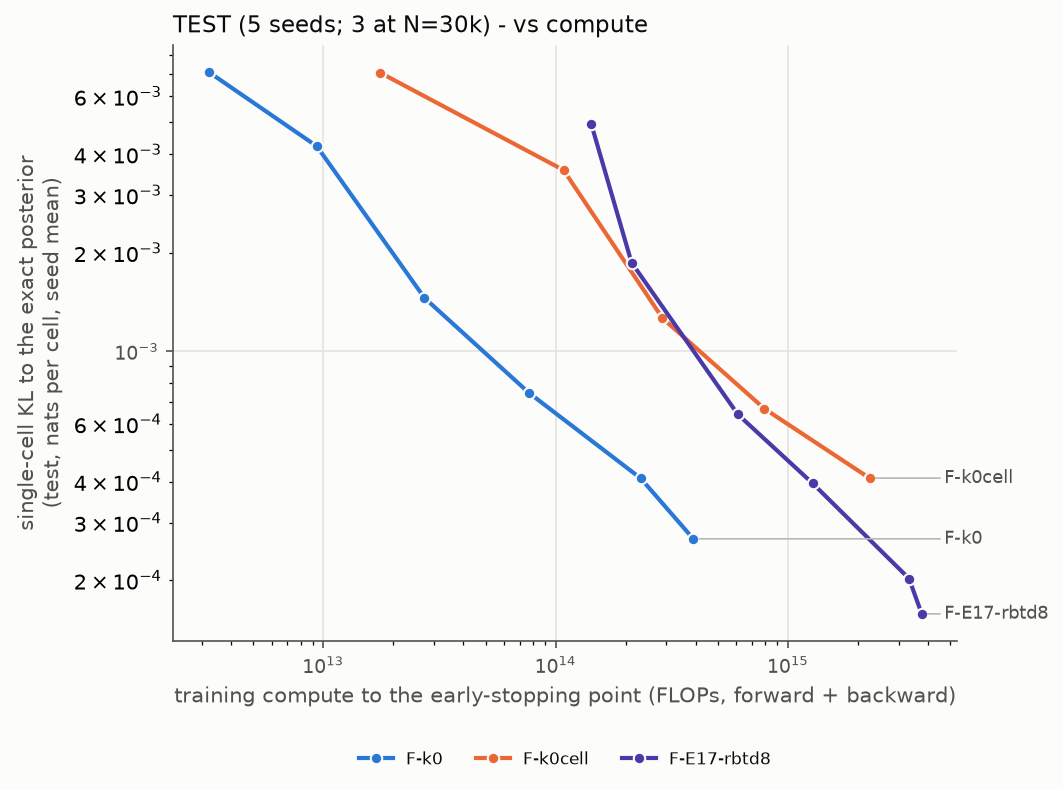 TEST (5 seeds; 3 at N=30k) - vs compute
single-cell KL to the exact posterior
(test, nats per cell, seed mean)
6 × 10⁻³
4 × 10⁻³
3 × 10⁻³
2 × 10⁻³
10⁻³
6 × 10⁻⁴
4 × 10⁻⁴
3 × 10⁻⁴
2 × 10⁻⁴
F-k0cell
F-k0
F-E17-rbtd8
10¹³ 10¹⁴ 10¹⁵
training compute to the early-stopping point (FLOPs, forward + backward)
F-k0 F-k0cell F-E17-rbtd8